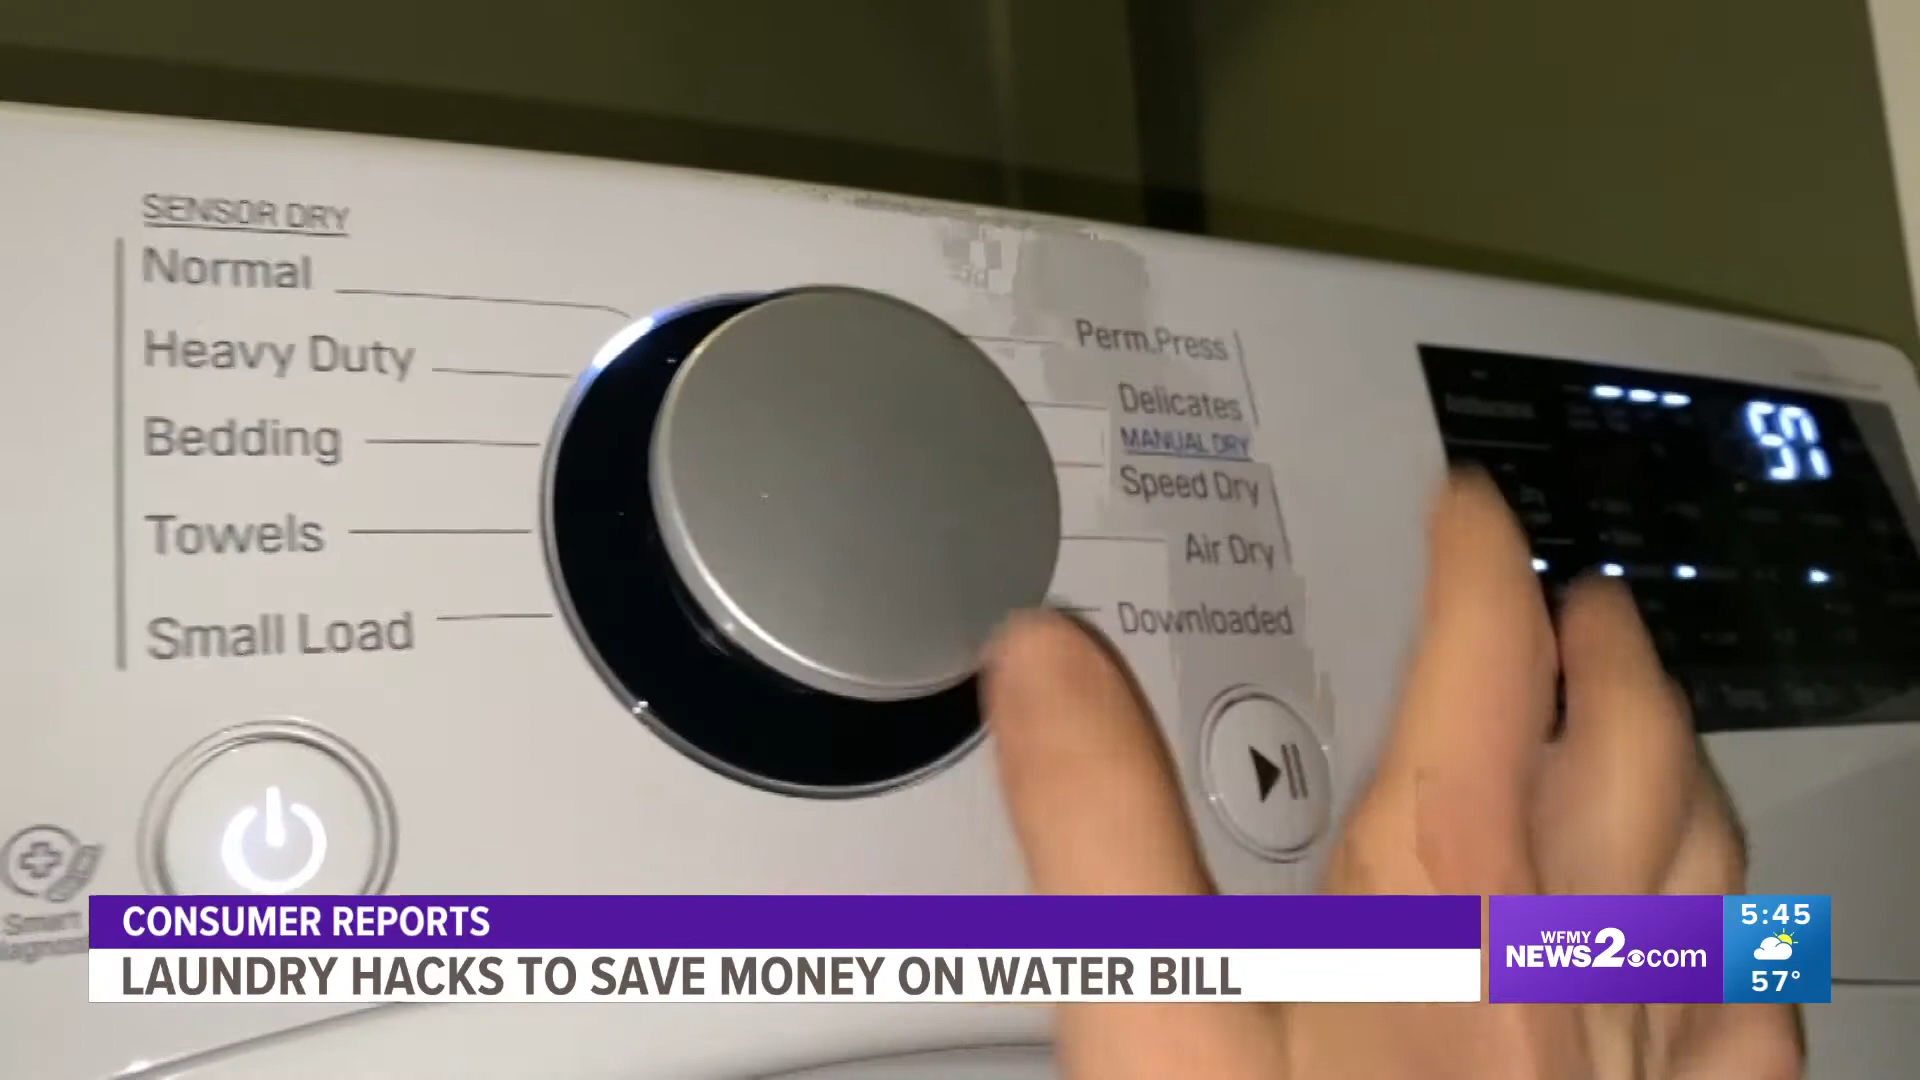 SENSOR DRY
Normal
Heavy Duty
Bedding
Towels
Small Load
Perm.Press
Delicates
MANUAL DRY
Speed Dry
Air Dry
Downloaded
Smart
CONSUMER REPORTS
LAUNDRY HACKS TO SAVE MONEY ON WATER BILL
WFMY
NEWS2.com
5:45
57°